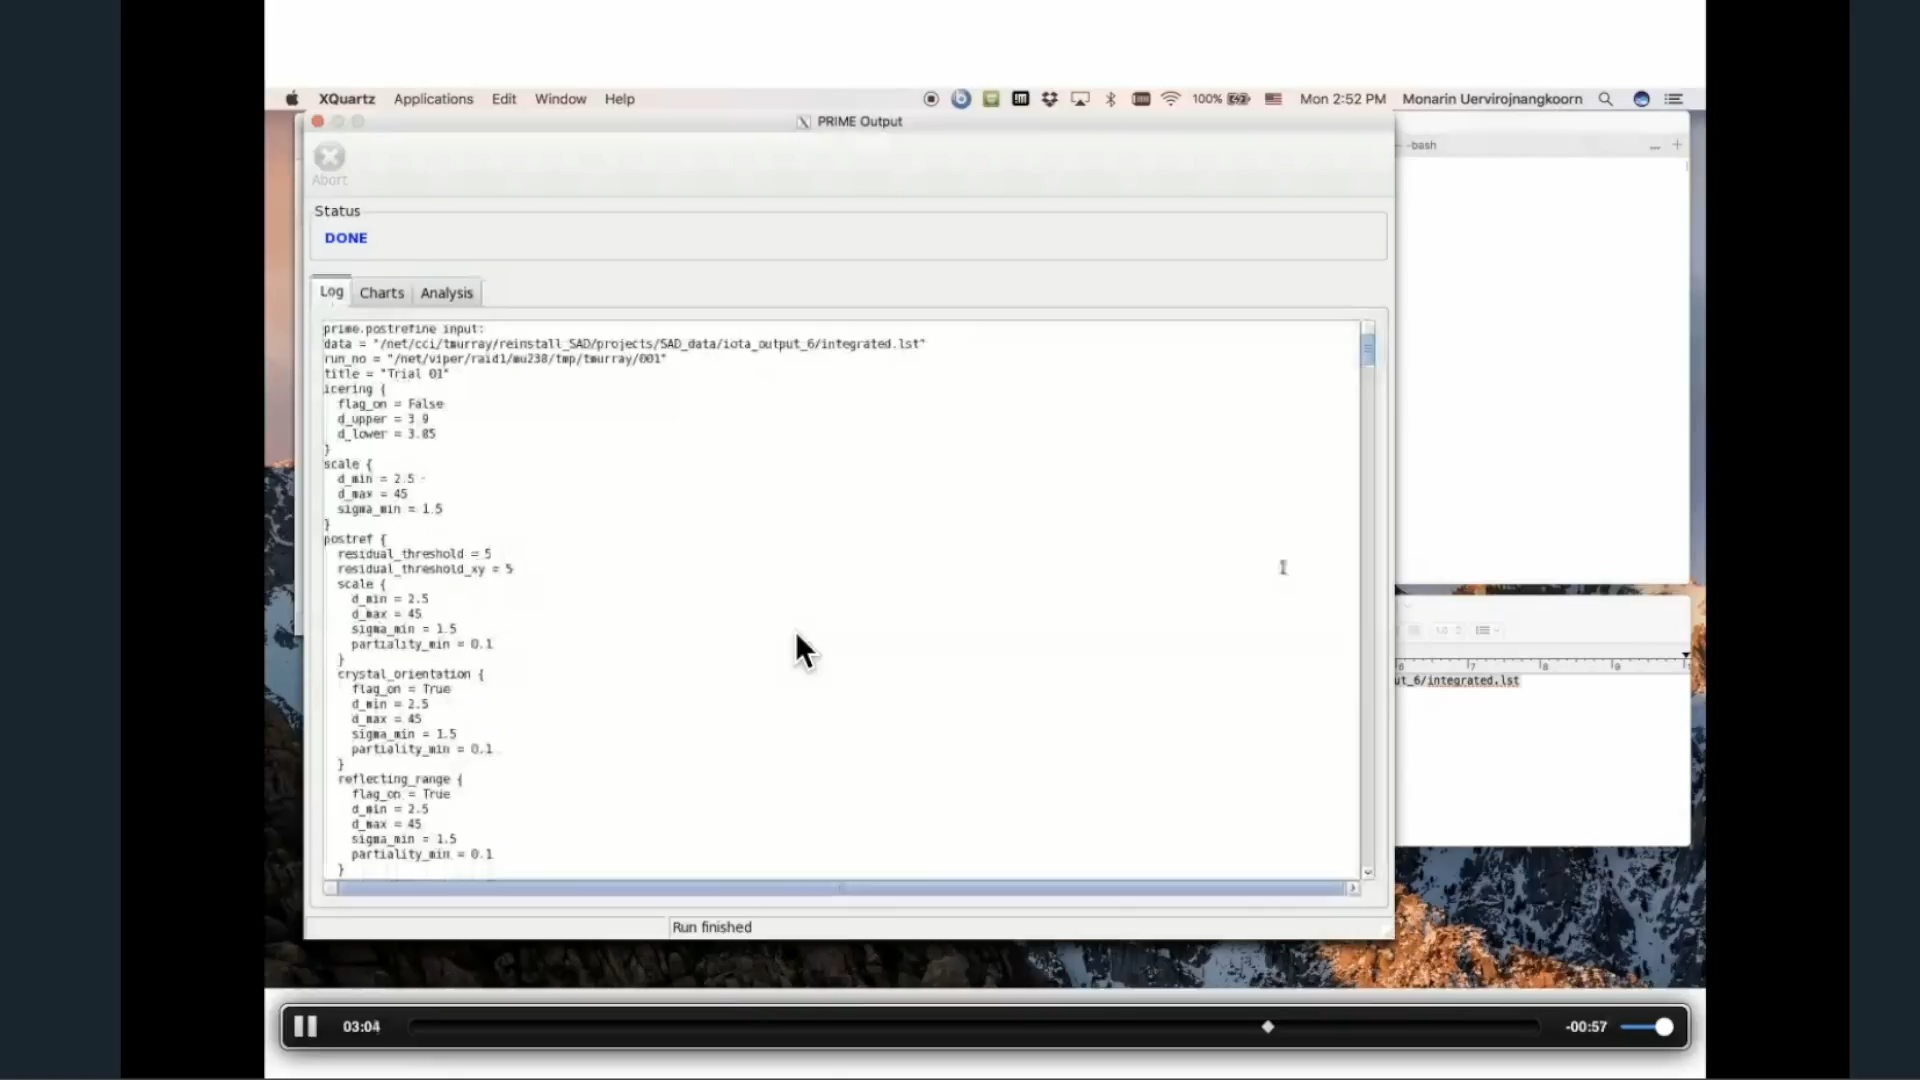 XQuartz Applications Edit Window Help 100% Mon 2:52 PM Monarin Uervirojnangkoorn
PRIME Output
-bash
Abort
Status
DONE
Log Charts Analysis
prime.postrefine input:
data = "/net/cci/tmurray/reinstall_SAD/projects/SAD_data/iota_output_6/integrated.lst"
run_no = "/net/viper/raid1/mu238/tmp/tmurray/001"
title = "Trial 01"
icering {
flag_on = False
d_upper = 3.9
d_lower = 3.85
}
scale {
d_min = 2.5
d_max = 45
sigma_min = 1.5
}
postref {
residual_threshold = 5
residual_threshold_xy = 5
scale {
d_min = 2.5
d_max = 45
sigma_min = 1.5
partiality_min = 0.1
}
crystal_orientation {
flag_on = True
d_min = 2.5
d_max = 45
sigma_min = 1.5
partiality_min = 0.1
}
reflecting_range {
flag_on = True
d_min = 2.5
d_max = 45
sigma_min = 1.5
partiality_min = 0.1
}
Run finished
1.0
6 7 8 9
ut_6/integrated.lst
03:04 -00:57